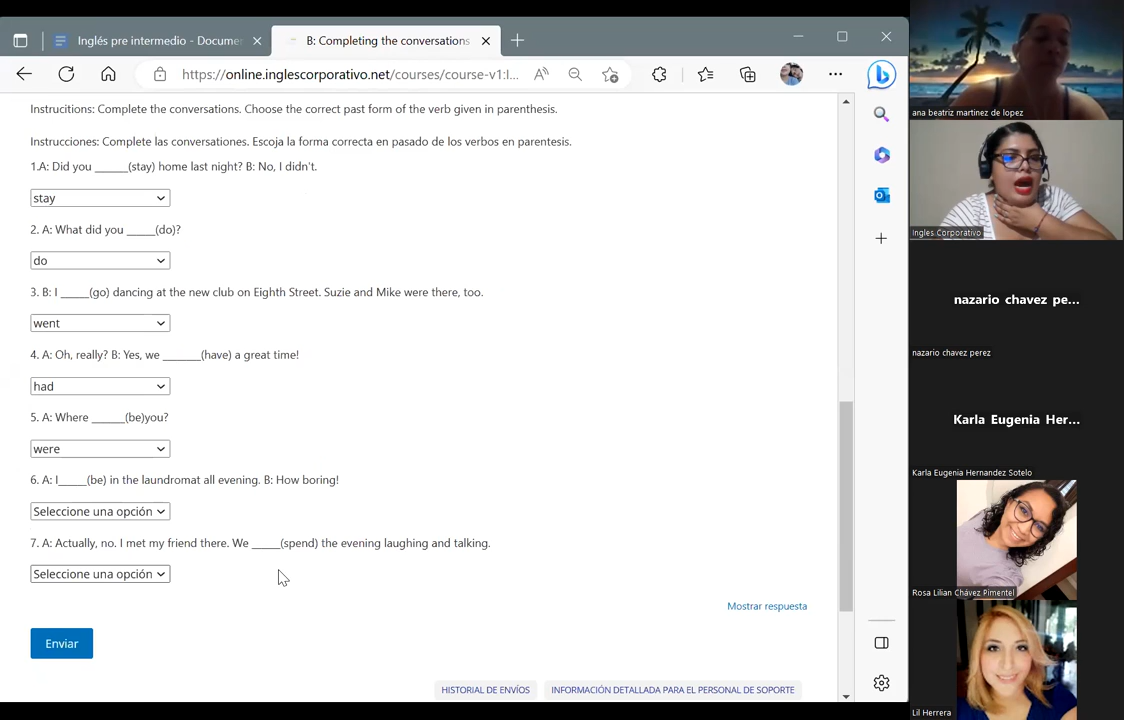 Inglés pre intermedio - Docume
B: Completing the conversations
https://online.inglescorporativo.net/courses/course-v1:I...
Instrucitions: Complete the conversations. Choose the correct past form of the verb given in parenthesis.
Instrucciones: Complete las conversationes. Escoja la forma correcta en pasado de los verbos en parentesis.
1.A: Did you ______(stay) home last night? B: No, I didn't.
stay
2. A: What did you _____(do)?
do
3. B: I _____(go) dancing at the new club on Eighth Street. Suzie and Mike were there, too.
went
4. A: Oh, really? B: Yes, we _______(have) a great time!
had
5. A: Where ______(be)you?
were
6. A: I_____(be) in the laundromat all evening. B: How boring!
Seleccione una opción
7. A: Actually, no. I met my friend there. We _____(spend) the evening laughing and talking.
Seleccione una opción
Mostrar respuesta
Enviar
HISTORIAL DE ENVÍOS
INFORMACIÓN DETALLADA PARA EL PERSONAL DE SOPORTE
ana beatriz martinez de lopez
Ingles Corporativo
nazario chavez pe...
nazario chavez perez
Karla Eugenia Her...
Karla Eugenia Hernandez Sotelo
Rosa Lilian Chávez Pimentel
Lil Herrera